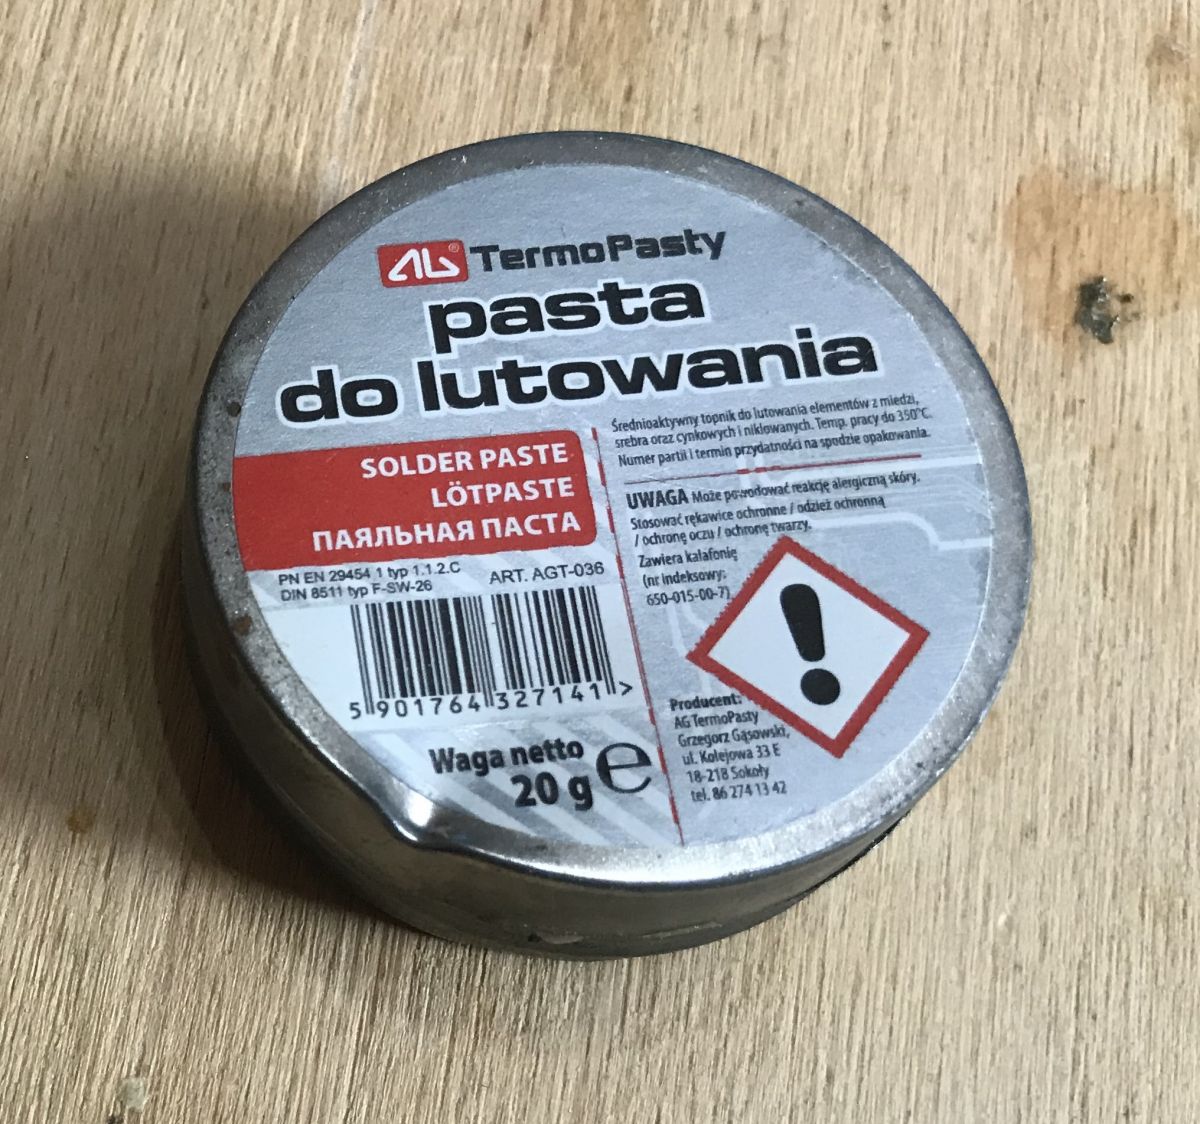 AG® TermoPasty
pasta
do lutowania
SOLDER PASTE
LÖTPASTE
ПАЯЛЬНАЯ ПАСТА
PN EN 29454 1 typ 1.1.2.C
DIN 8511 typ F-SW-26
ART. AGT-036
5 901764 327141 >
Waga netto
20 g ℮
Średnioaktywny topnik do lutowania elementów z miedzi,
srebra oraz cynkowych i niklowanych. Temp. pracy do 350°C.
Numer partii i termin przydatności na spodzie opakowania.
UWAGA Może powodować reakcję alergiczną skóry.
Stosować rękawice ochronne / odzież ochronną
/ ochronę oczu / ochronę twarzy.
Zawiera kalafonię
(nr indeksowy:
650-015-00-7)
Producent:
AG TermoPasty
Grzegorz Gąsowski,
ul. Kolejowa 33 E
18-218 Sokoły
tel. 86 274 13 42